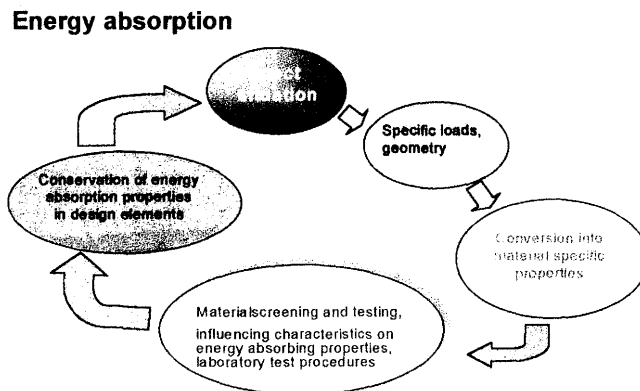 Energy absorption
Specific loads,
geometry
Conversion into
material specific
properties
Materialscreening and testing,
influencing characteristics on
energy absorbing properties,
laboratory test procedures
Conservation of energy
absorption properties
in design elements